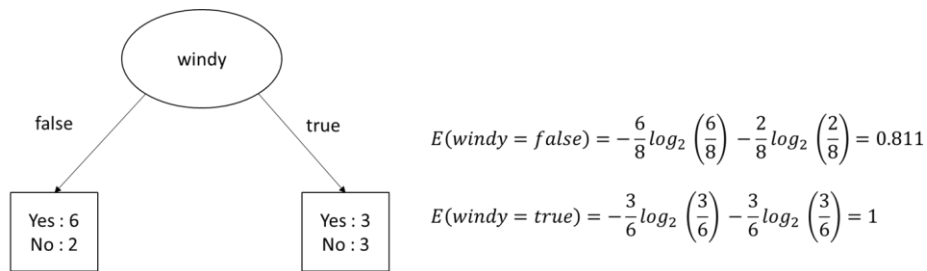 windy
false
true
Yes : 6
No : 2
Yes : 3
No : 3
E(windy = false) = −6/8 log₂ (6/8) − 2/8 log₂ (2/8) = 0.811
E(windy = true) = −3/6 log₂ (3/6) − 3/6 log₂ (3/6) = 1